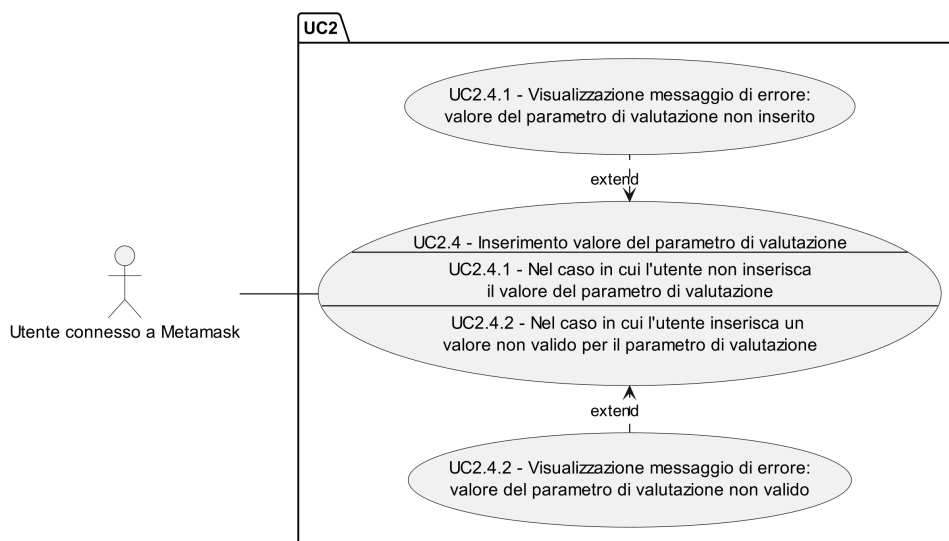 UC2
UC2.4.1 - Visualizzazione messaggio di errore:
valore del parametro di valutazione non inserito
extend
UC2.4 - Inserimento valore del parametro di valutazione
UC2.4.1 - Nel caso in cui l'utente non inserisca
il valore del parametro di valutazione
UC2.4.2 - Nel caso in cui l'utente inserisca un
valore non valido per il parametro di valutazione
Utente connesso a Metamask
extend
UC2.4.2 - Visualizzazione messaggio di errore:
valore del parametro di valutazione non valido